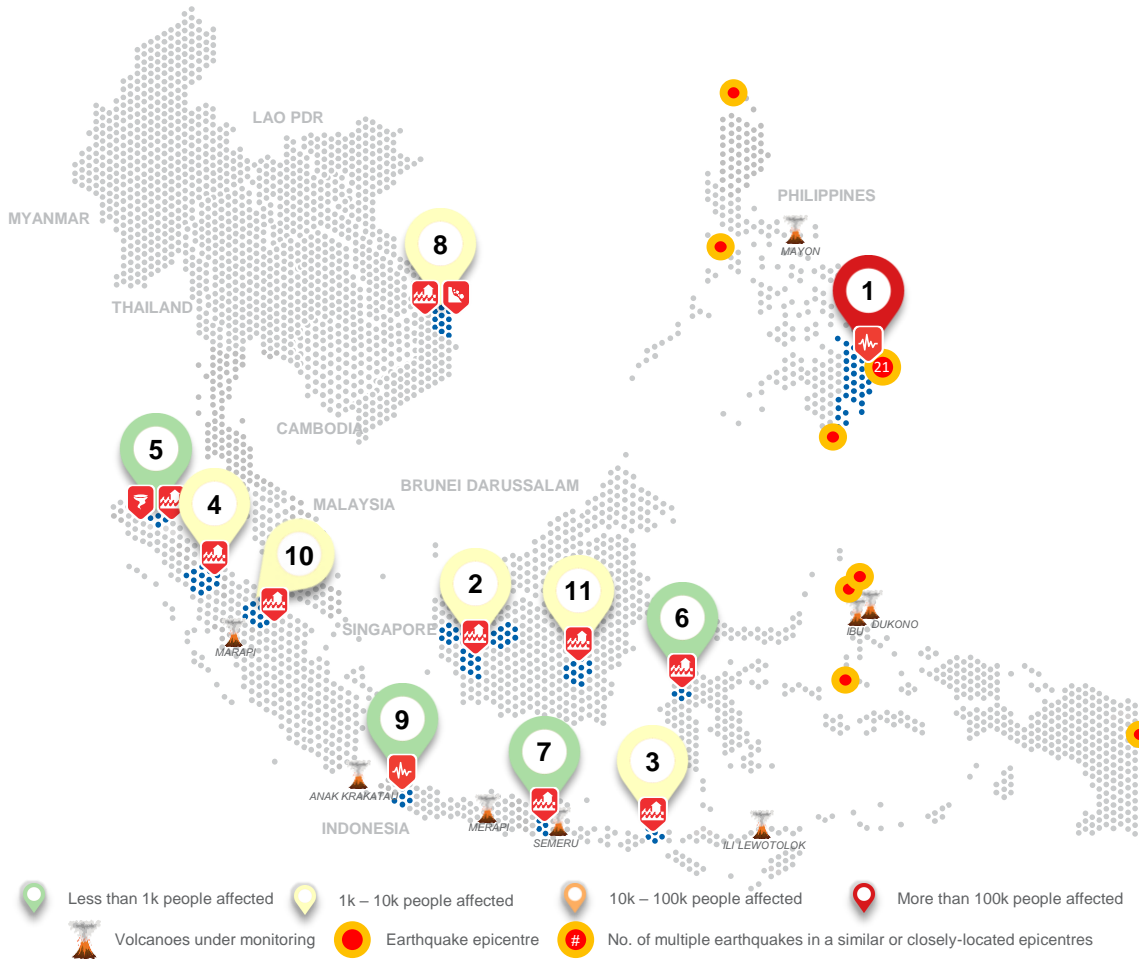 LAO PDR
PHILIPPINES
MYANMAR
8
MAYON
1
THAILAND
21
CAMBODIA
5
BRUNEI DARUSSALAM
4
MALAYSIA
10
2
11
6
SINGAPORE
DUKONO
IBU
MARAPI
9
7
3
ANAK KRAKATAU
INDONESIA
MERAPI
SEMERU
ILI LEWOTOLOK
Less than 1k people affected
1k – 10k people affected
10k – 100k people affected
More than 100k people affected
Volcanoes under monitoring
Earthquake epicentre
# No. of multiple earthquakes in a similar or closely-located epicentres